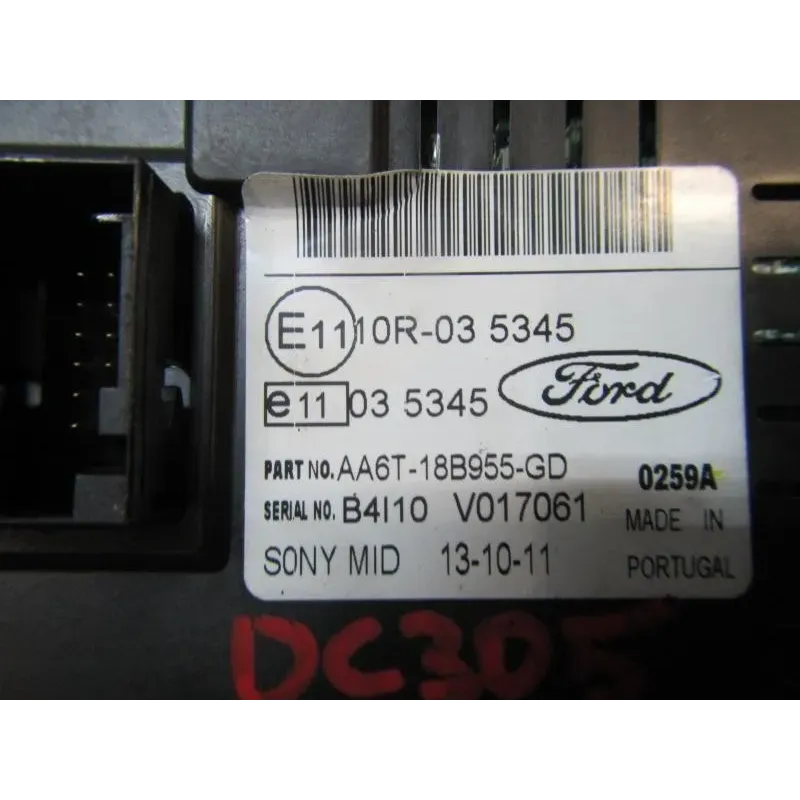 E11 10R-03 5345
e11 03 5345 Ford
PART NO. AA6T-18B955-GD 0259A
SERIAL NO. B4I10 V017061 MADE IN
SONY MID 13-10-11 PORTUGAL
DC305